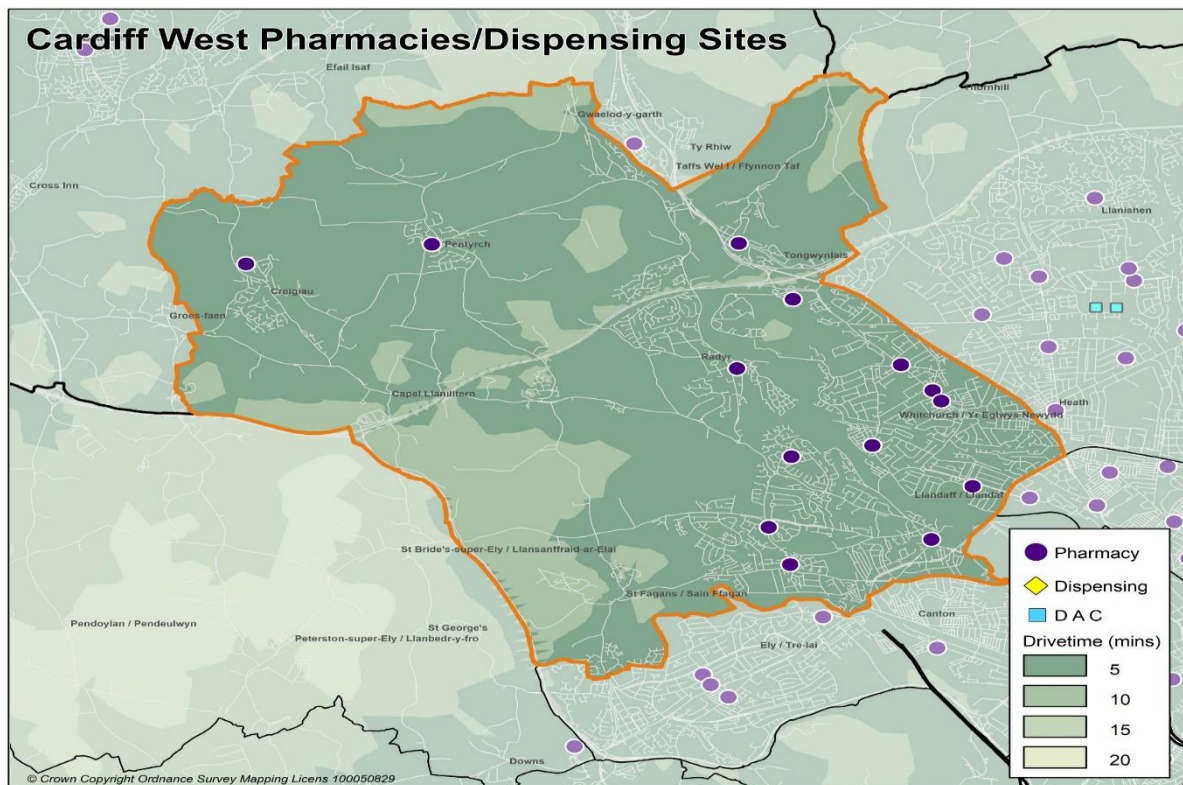 Cardiff West Pharmacies/Dispensing Sites
Efail Isaf
Thornhill
Gwaelod-y-garth
Ty Rhiw
Taffs Wel l / Ffynnon Taf
Cross Inn
Llanishen
Pentyrch
Tongwynlais
Creigiau
Groes-faen
Radyr
Capel Llanilltern
Heath
Whitchurch / Yr Eglwys Newydd
Llandaff / Llandaf
St Bride's-super-Ely / Llansanffraid-ar-Elai
St Fagans / Sain Ffagan
Canton
Pendoylan / Pendeulwyn
St George's
Peterston-super-Ely / Llanbedr-y-fro
Ely / Tre-lai
Downs
Pharmacy
Dispensing
D A C
Drivetime (mins)
5
10
15
20
© Crown Copyright Ordnance Survey Mapping Licens 100050829